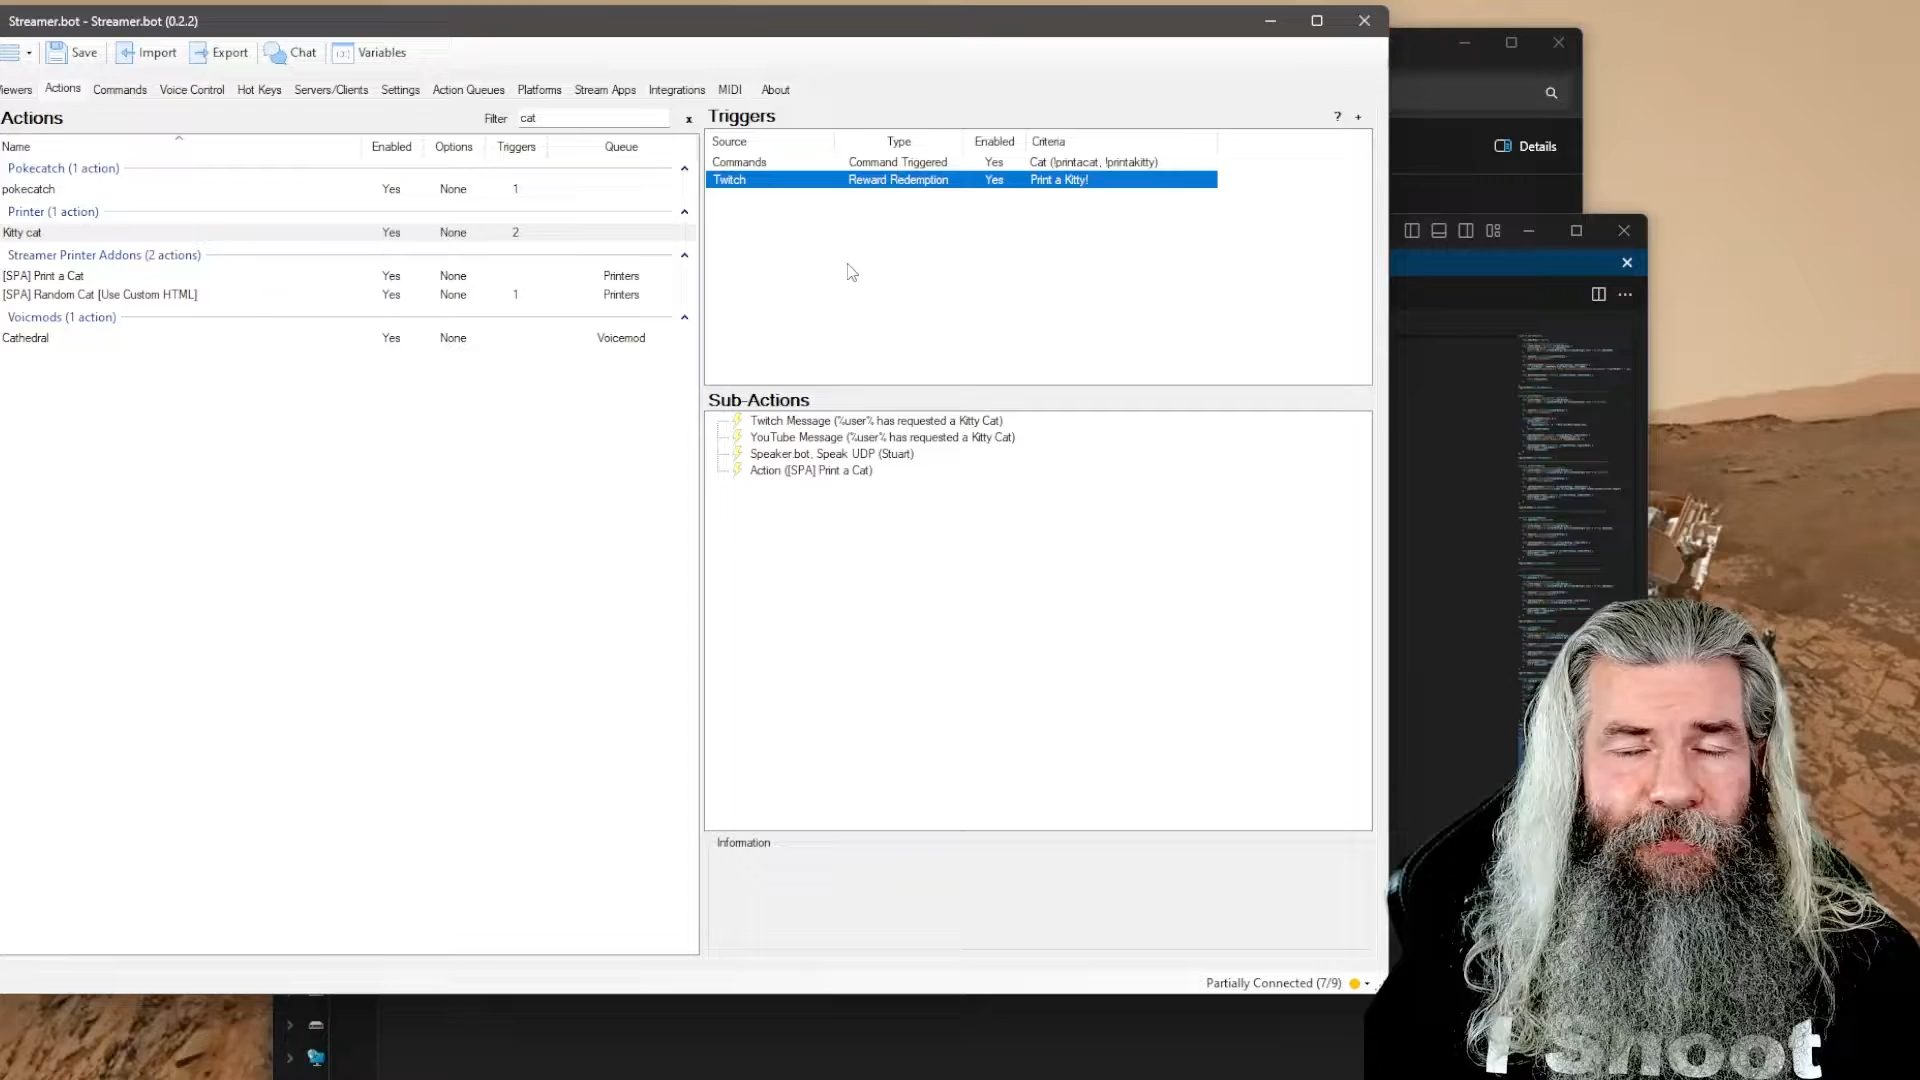 Streamer.bot - Streamer.bot (0.2.2)
Save Import Export Chat Variables
iewers Actions Commands Voice Control Hot Keys Servers/Clients Settings Action Queues Platforms Stream Apps Integrations MIDI About
Actions
Filter cat x
Name Enabled Options Triggers Queue
Pokecatch (1 action)
pokecatch Yes None 1
Printer (1 action)
Kitty cat Yes None 2
Streamer Printer Addons (2 actions)
[SPA] Print a Cat Yes None Printers
[SPA] Random Cat [Use Custom HTML] Yes None 1 Printers
Voicmods (1 action)
Cathedral Yes None Voicemod
Triggers ? +
Source Type Enabled Criteria
Commands Command Triggered Yes Cat (!printacat, !printakitty)
Twitch Reward Redemption Yes Print a Kitty!
Sub-Actions
Twitch Message (%user% has requested a Kitty Cat)
YouTube Message (%user% has requested a Kitty Cat)
Speaker.bot, Speak UDP (Stuart)
Action ([SPA] Print a Cat)
Information
Partially Connected (7/9)
Details
I Shoot